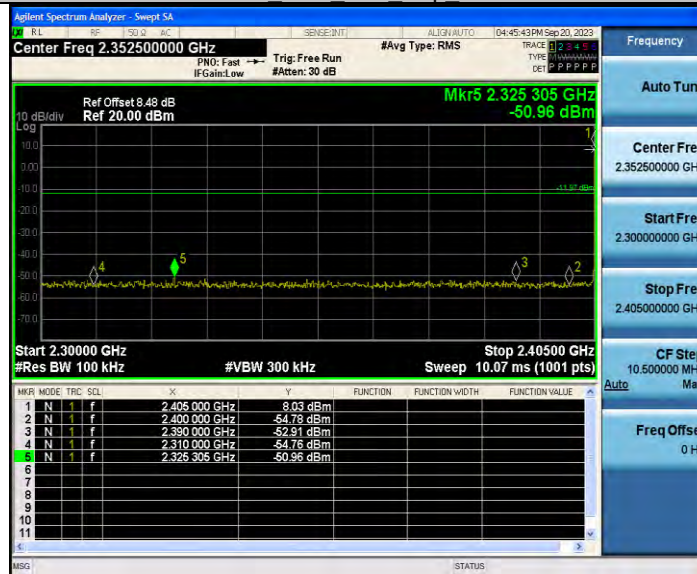 Agilent Spectrum Analyzer - Swept SA
RL RF 50 Ω AC SENSE:INT ALIGN AUTO 04:45:43PM Sep 20, 2023
Center Freq 2.352500000 GHz
#Avg Type: RMS
TRACE 1 2 3 4 5 6
PNO: Fast Trig: Free Run
TYPE
IFGain:Low #Atten: 30 dB
DET P P P P P P
Frequency
Auto Tun
Mkr5 2.325 305 GHz
-50.96 dBm
Ref Offset 8.48 dB
10 dB/div Ref 20.00 dBm
Log
10.0
0.00
-10.0
-20.0
-30.0
-40.0
-50.0
-60.0
-70.0
1
4
5
3
2
Start 2.30000 GHz Stop 2.40500 GHz
#Res BW 100 kHz #VBW 300 kHz Sweep 10.07 ms (1001 pts)
MKR MODE TRC SCL X Y FUNCTION FUNCTION WIDTH FUNCTION VALUE
1 N 1 f 2.405 000 GHz 8.03 dBm
2 N 1 f 2.400 000 GHz -54.78 dBm
3 N 1 f 2.390 000 GHz -52.91 dBm
4 N 1 f 2.310 000 GHz -54.76 dBm
5 N 1 f 2.325 305 GHz -50.96 dBm
6
7
8
9
10
11
Center Fre
2.352500000 GH
Start Fre
2.300000000 GH
Stop Fre
2.405000000 GH
CF Ste
10.500000 MH
Auto Ma
Freq Offse
0 H
MSG STATUS